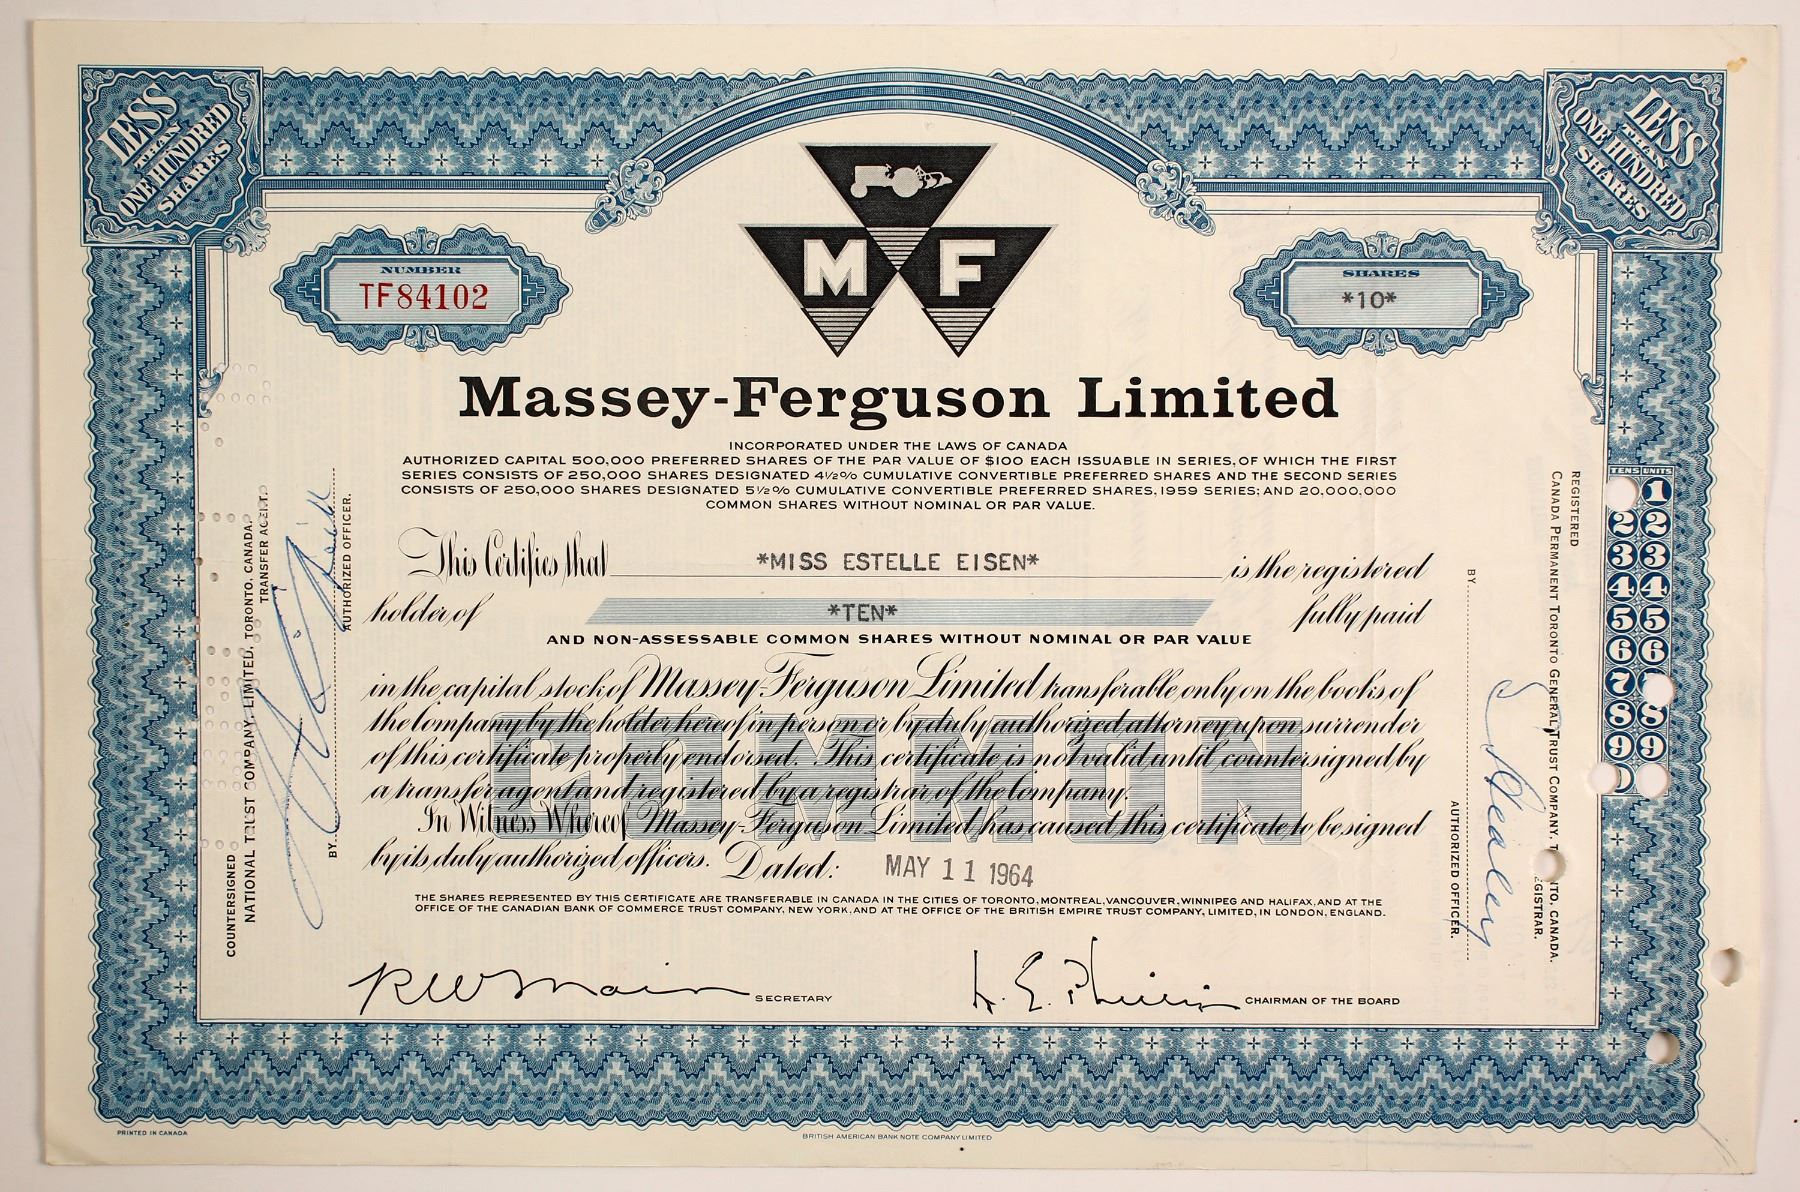 LESS
THAN
ONE HUNDRED
SHARES
LESS
THAN
ONE HUNDRED
SHARES
NUMBER
TF84102
M F
SHARES
*10*
Massey-Ferguson Limited
INCORPORATED UNDER THE LAWS OF CANADA
AUTHORIZED CAPITAL 500,000 PREFERRED SHARES OF THE PAR VALUE OF $100 EACH ISSUABLE IN SERIES, OF WHICH THE FIRST
SERIES CONSISTS OF 250,000 SHARES DESIGNATED 4½% CUMULATIVE CONVERTIBLE PREFERRED SHARES AND THE SECOND SERIES
CONSISTS OF 250,000 SHARES DESIGNATED 5½% CUMULATIVE CONVERTIBLE PREFERRED SHARES, 1959 SERIES; AND 20,000,000
COMMON SHARES WITHOUT NOMINAL OR PAR VALUE.
This Certifies that *MISS ESTELLE EISEN* is the registered
holder of *TEN* fully paid
AND NON-ASSESSABLE COMMON SHARES WITHOUT NOMINAL OR PAR VALUE
in the capital stock of Massey-Ferguson Limited transferable only on the books of
the Company by the holder hereof in person or by duly authorized attorney upon surrender
of this certificate properly endorsed. This certificate is not valid until countersigned by
a transfer agent and registered by a registrar of the Company.
COMMON
In Witness Whereof Massey-Ferguson Limited has caused this certificate to be signed
by its duly authorized officers. Dated: MAY 11 1964
THE SHARES REPRESENTED BY THIS CERTIFICATE ARE TRANSFERABLE IN CANADA IN THE CITIES OF TORONTO, MONTREAL, VANCOUVER, WINNIPEG AND HALIFAX, AND AT THE
OFFICE OF THE CANADIAN BANK OF COMMERCE TRUST COMPANY, NEW YORK, AND AT THE OFFICE OF THE BRITISH EMPIRE TRUST COMPANY, LIMITED, IN LONDON, ENGLAND.
SECRETARY
CHAIRMAN OF THE BOARD
COUNTERSIGNED
NATIONAL TRUST COMPANY, LIMITED, TORONTO, CANADA.
TRANSFER AGENT.
BY
AUTHORIZED OFFICER.
REGISTERED
CANADA PERMANENT TORONTO GENERAL TRUST COMPANY, T ITO, CANADA.
EGISTRAR.
BY
AUTHORIZED OFFICER.
TENS UNITS
1
2 2
3 3
4 4
5 5
6 6
7
8 8
9 9
PRINTED IN CANADA
BRITISH AMERICAN BANK NOTE COMPANY LIMITED